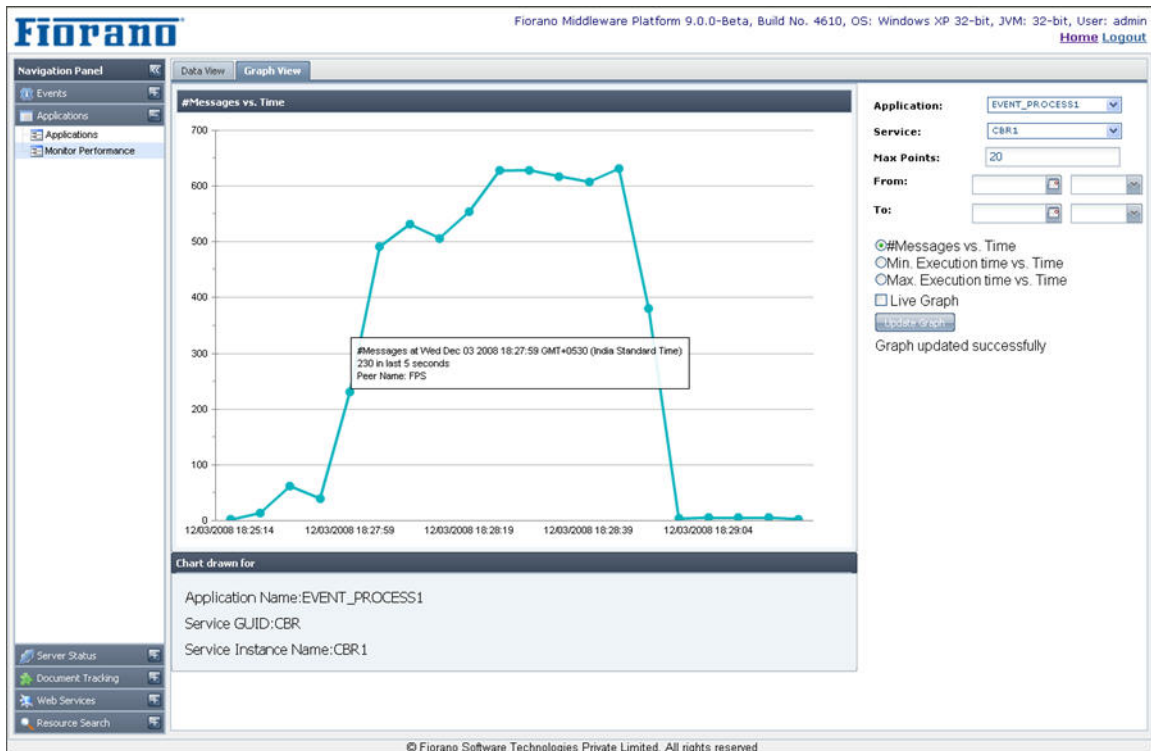 Fiorano
Fiorano Middleware Platform 9.0.0-Beta, Build No. 4610, OS: Windows XP 32-bit, JVM: 32-bit, User: admin
Home Logout
Navigation Panel
Events
Applications
Applications
Monitor Performance
Server Status
Document Tracking
Web Services
Resource Search
Data View
Graph View
#Messages vs. Time
700
600
500
400
300
200
100
0
#Messages at Wed Dec 03 2008 18:27:59 GMT+0530 (India Standard Time)
230 in last 5 seconds
Peer Name: FPS
12/03/2008 18:25:14 12/03/2008 18:27:59 12/03/2008 18:28:19 12/03/2008 18:28:39 12/03/2008 18:29:04
Chart drawn for
Application Name:EVENT_PROCESS1
Service GUID:CBR
Service Instance Name:CBR1
Application: EVENT_PROCESS1
Service: CBR1
Max Points: 20
From:
To:
#Messages vs. Time
Min. Execution time vs. Time
Max. Execution time vs. Time
Live Graph
Update Graph
Graph updated successfully
© Fiorano Software Technologies Private Limited. All rights reserved